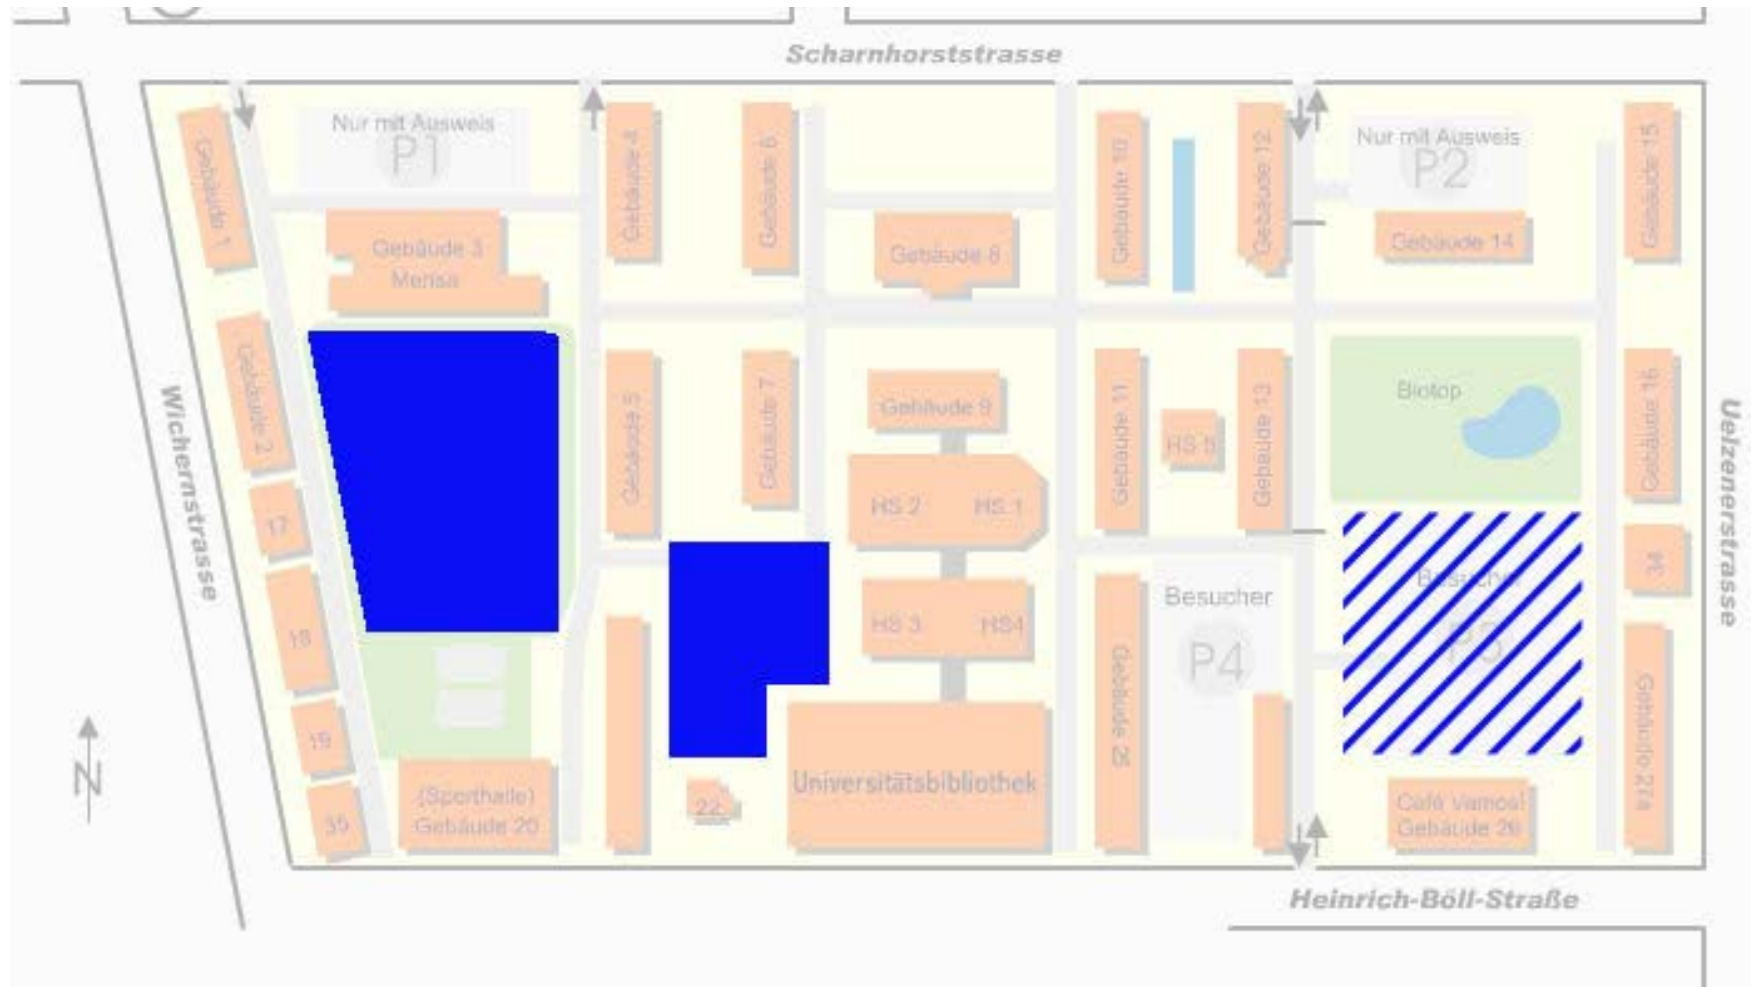 Scharnhorststrasse
Nur mit Ausweis
P1
Nur mit Ausweis
P2
Gebäude 1
Gebäude 3
Mensa
Gebäude 4
Gebäude 6
Gebäude 8
Gebäude 10
Gebäude 12
Gebäude 14
Gebäude 15
Wichernstrasse
Gebäude 2
Gebäude 5
Gebäude 7
Gebäude 9
Gebäude 11
HS 5
Gebäude 13
Biotop
Gebäude 16
Uelzenerstrasse
17
HS 2
HS 1
18
HS 3
HS4
Besucher
P4
Gebäude 25
Besucher
34
19
Universitätsbibliothek
Gebäude 27a
N
35
(Sporthalle)
Gebäude 20
22
Café Vamos!
Gebäude 26
Heinrich-Böll-Straße